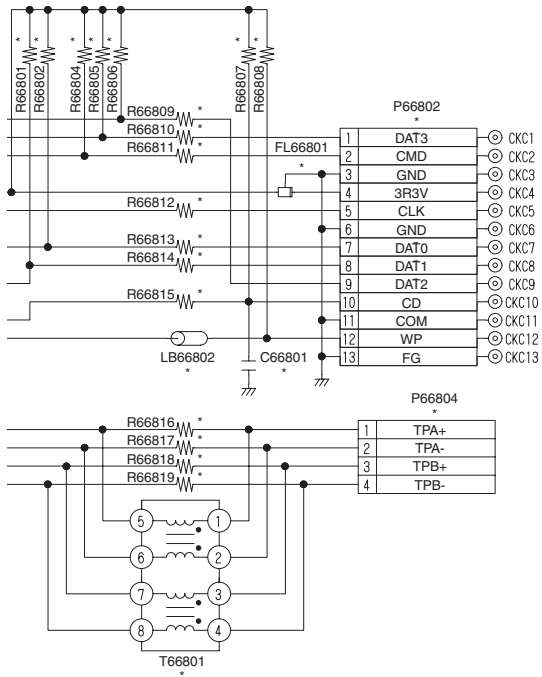 * R66801
* R66802
* R66804
* R66805
* R66806
* R66807
* R66808
R66809 *
R66810 *
R66811 *
FL66801
*
R66812 *
R66813 *
R66814 *
R66815 *
LB66802
*
C66801
*
P66802
*
1 DAT3 CKC1
2 CMD CKC2
3 GND CKC3
4 3R3V CKC4
5 CLK CKC5
6 GND CKC6
7 DAT0 CKC7
8 DAT1 CKC8
9 DAT2 CKC9
10 CD CKC10
11 COM CKC11
12 WP CKC12
13 FG CKC13
P66804
*
1 TPA+
2 TPA-
3 TPB+
4 TPB-
R66816 *
R66817 *
R66818 *
R66819 *
5 1
6 2
7 3
8 4
T66801
*